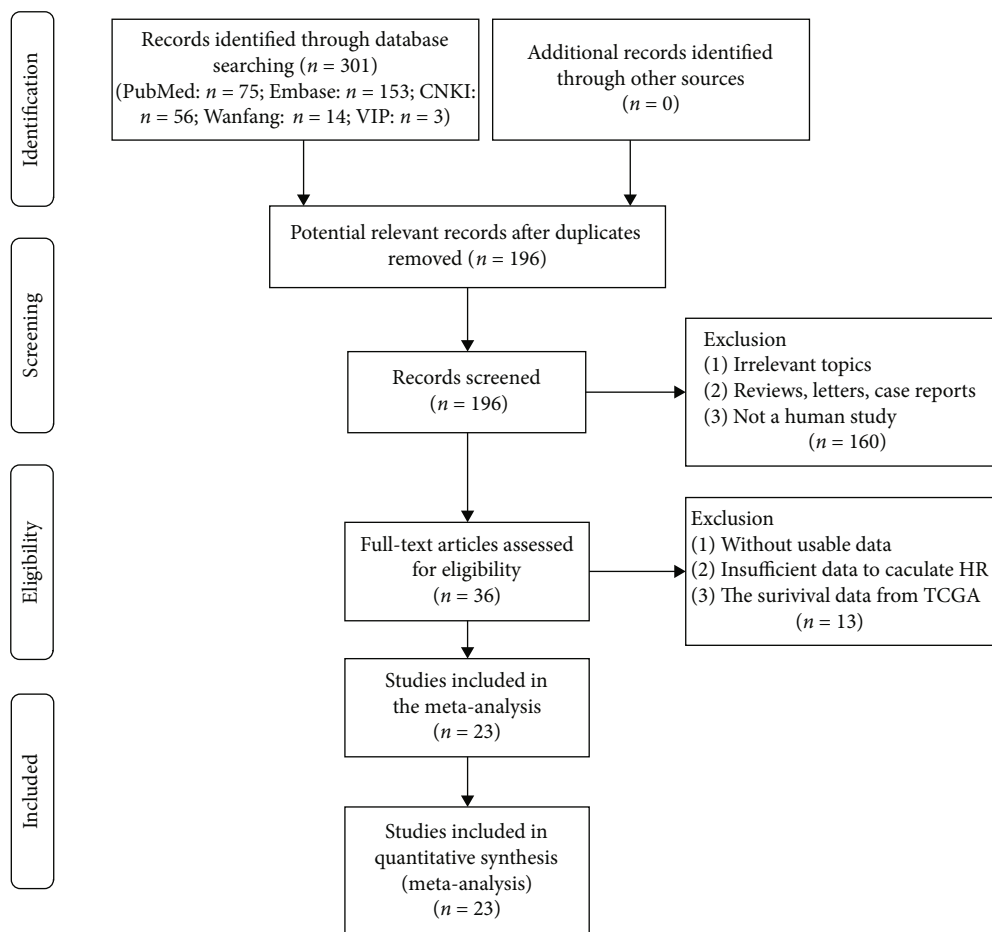 Identification
Records identified through database
searching (n = 301)
(PubMed: n = 75; Embase: n = 153; CNKI:
n = 56; Wanfang: n = 14; VIP: n = 3)
Additional records identified
through other sources
(n = 0)
Potential relevant records after duplicates
removed (n = 196)
Screening
Records screened
(n = 196)
Exclusion
(1) Irrelevant topics
(2) Reviews, letters, case reports
(3) Not a human study
(n = 160)
Eligibility
Full-text articles assessed
for eligibility
(n = 36)
Exclusion
(1) Without usable data
(2) Insufficient data to caculate HR
(3) The surivival data from TCGA
(n = 13)
Studies included in
the meta-analysis
(n = 23)
Included
Studies included in
quantitative synthesis
(meta-analysis)
(n = 23)